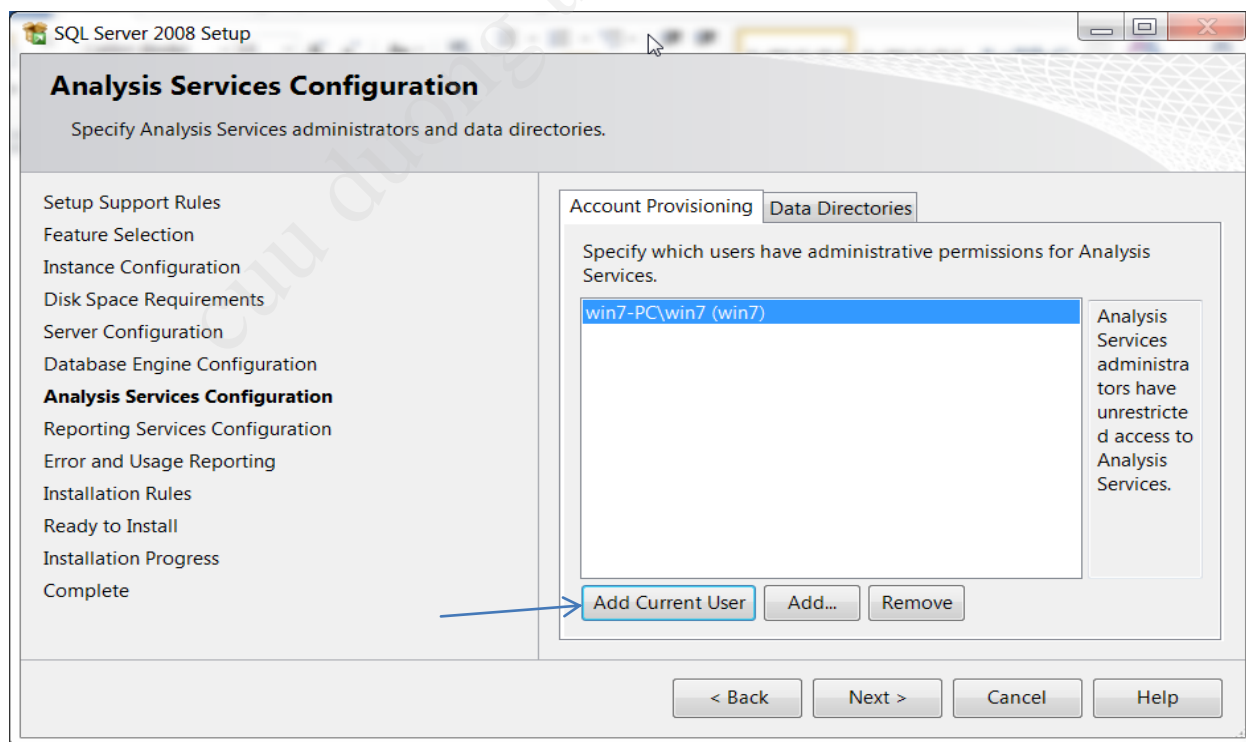 SQL Server 2008 Setup
Analysis Services Configuration
Specify Analysis Services administrators and data directories.
Setup Support Rules
Feature Selection
Instance Configuration
Disk Space Requirements
Server Configuration
Database Engine Configuration
Analysis Services Configuration
Reporting Services Configuration
Error and Usage Reporting
Installation Rules
Ready to Install
Installation Progress
Complete
Account Provisioning Data Directories
Specify which users have administrative permissions for Analysis
Services.
win7-PC\win7 (win7)
Analysis
Services
administra
tors have
unrestricte
d access to
Analysis
Services.
Add Current User Add... Remove
< Back Next > Cancel Help
cuu duong